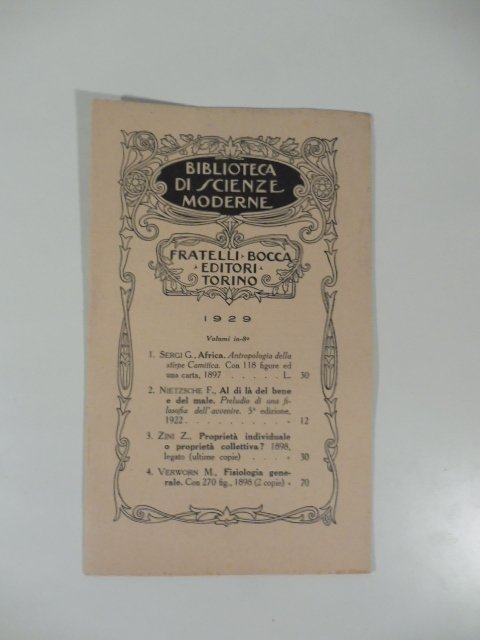 BIBLIOTECA
DI SCIENZE
MODERNE
FRATELLI · BOCCA
· EDITORI ·
TORINO
1929
Volumi in-8º
1. SERGI G., Africa. Antropologia della
stirpe Camitica. Con 118 figure ed
una carta, 1897 . . . . . L. 30
2. NIETZSCHE F., Al di là del bene
e del male. Preludio di una fi-
losofia dell'avvenire. 5ª edizione,
1922 . . . . . . . . . » 12
3. ZINI Z., Proprietà individuale
o proprietà collettiva? 1898,
legato (ultime copie) . . . . » 30
4. VERWORN M., Fisiologia gene-
rale. Con 270 fig., 1898 (2 copie) » 70